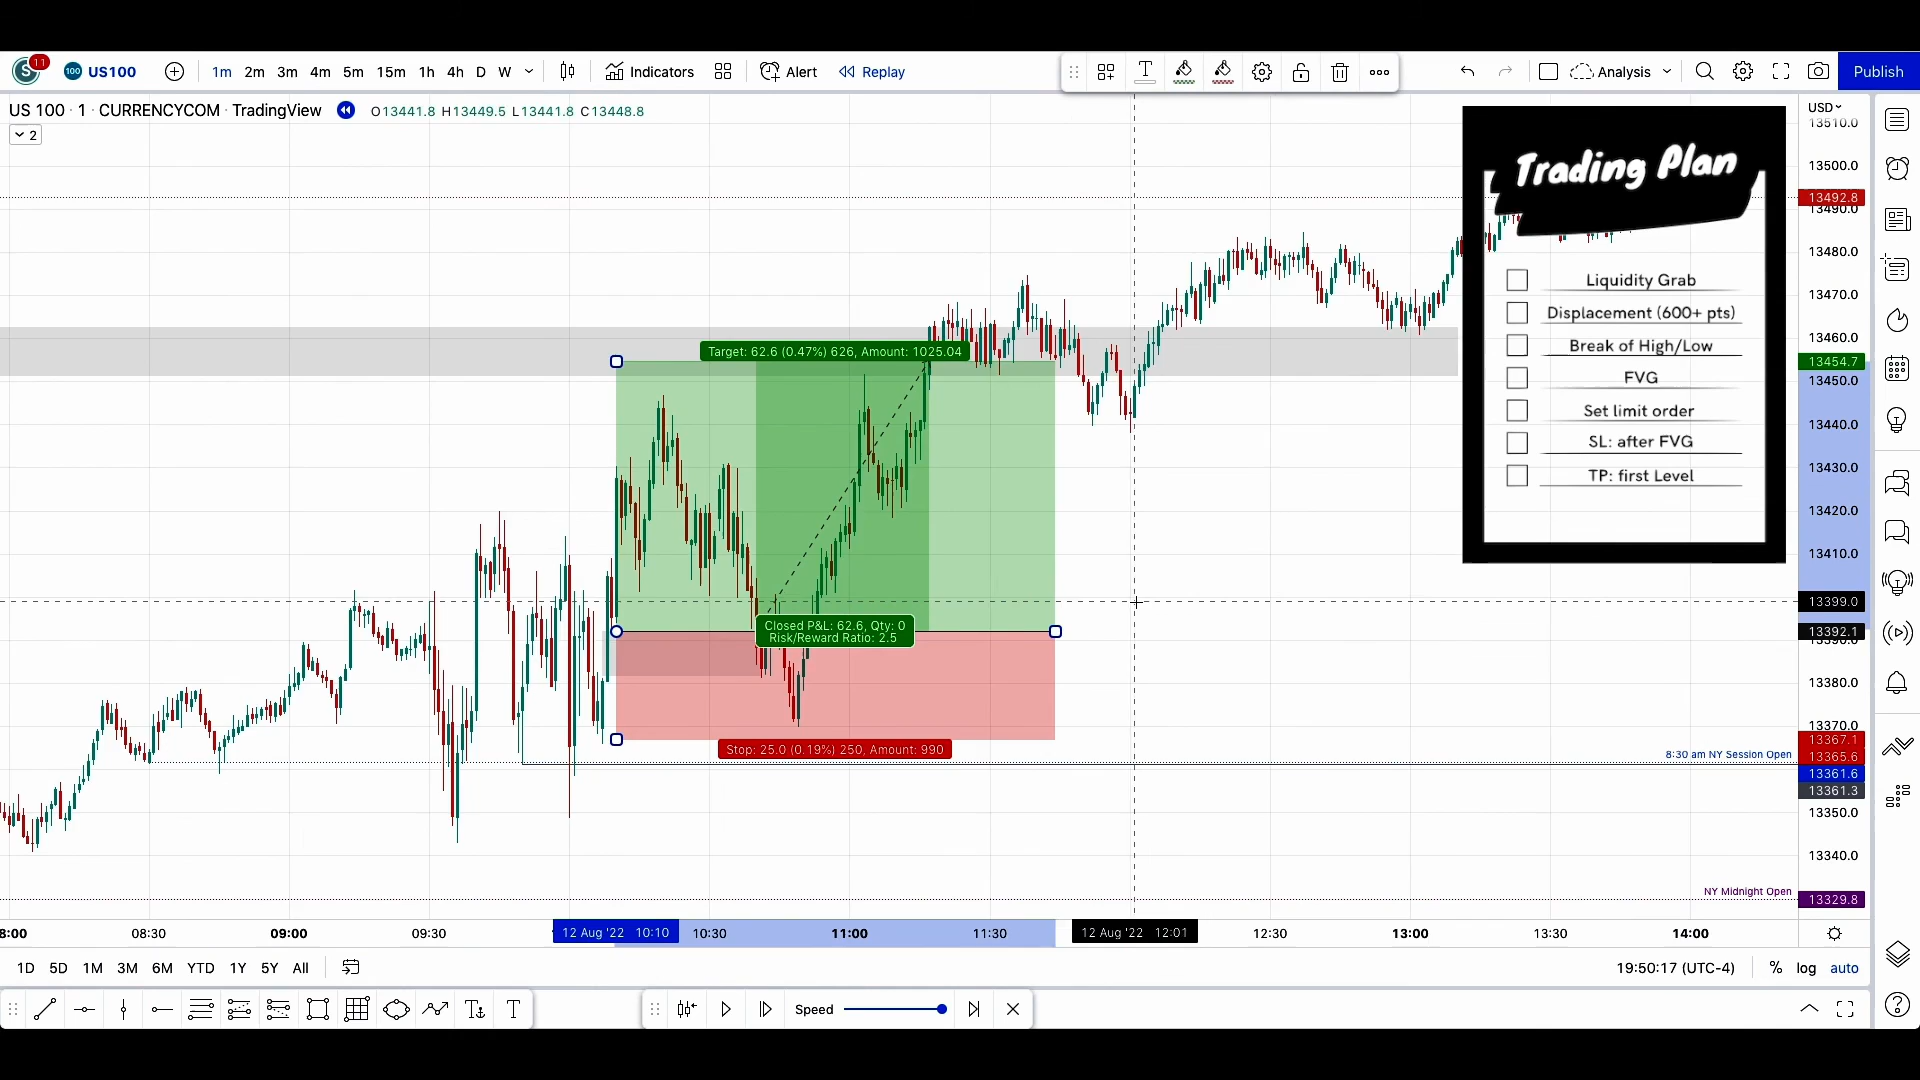 S 11 100 US100 1m 2m 3m 4m 5m 15m 1h 4h D W Indicators Alert Replay T Analysis Publish
US 100 · 1 · CURRENCYCOM · TradingView O13441.8 H13449.5 L13441.8 C13448.8
2
USD
13510.0
13500.0
13492.8
13490.0
13480.0
13470.0
13460.0
13454.7
13450.0
13440.0
13430.0
13420.0
13410.0
13399.0
13392.1
13390.0
13380.0
13370.0
13367.1
13365.6
13361.6
13361.3
13350.0
13340.0
13329.8
Trading Plan
Liquidity Grab
Displacement (600+ pts)
Break of High/Low
FVG
Set limit order
SL: after FVG
TP: first Level
Target: 62.6 (0.47%) 626, Amount: 1025.04
Closed P&L: 62.6, Qty: 0
Risk/Reward Ratio: 2.5
Stop: 25.0 (0.19%) 250, Amount: 990
8:30 am NY Session Open
NY Midnight Open
8:00 08:30 09:00 09:30 12 Aug '22 10:10 10:30 11:00 11:30 12 Aug '22 12:01 12:30 13:00 13:30 14:00
1D 5D 1M 3M 6M YTD 1Y 5Y All 19:50:17 (UTC-4) % log auto
T T Speed